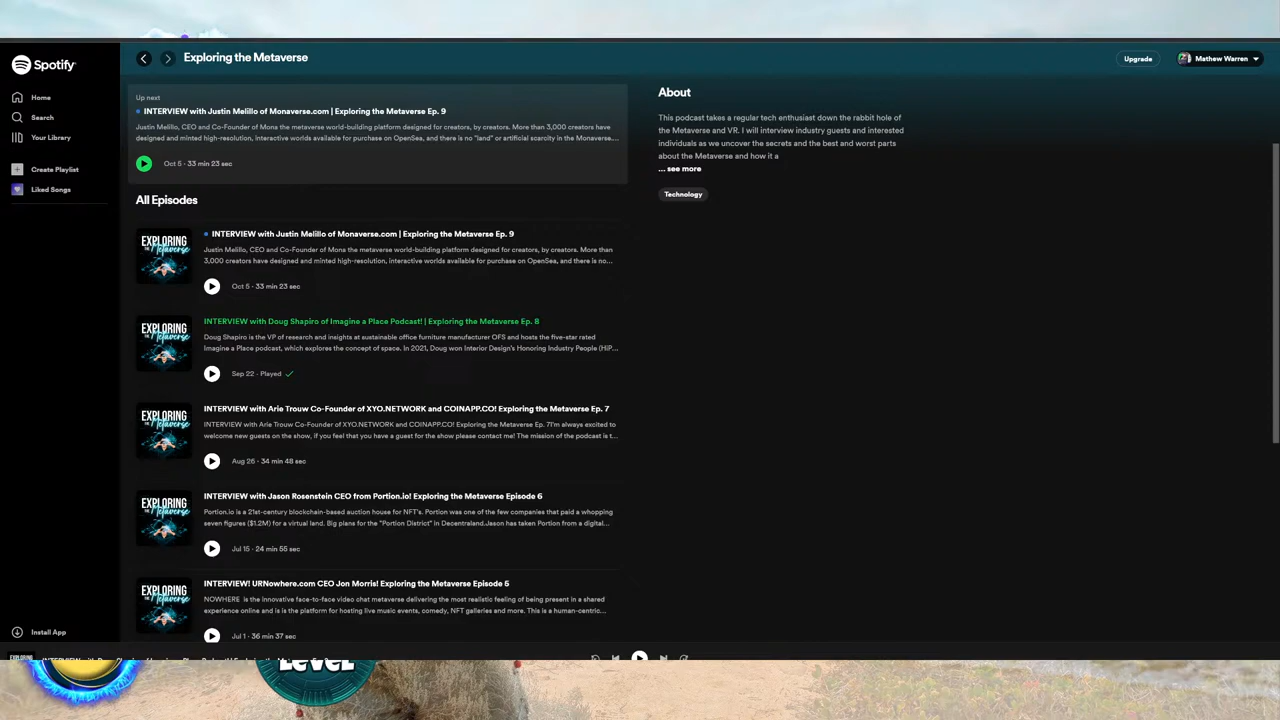 Spotify
Exploring the Metaverse
Upgrade
Mathew Warren
Home
Search
Your Library
Create Playlist
Liked Songs
Install App
Up next
INTERVIEW with Justin Melillo of Monaverse.com | Exploring the Metaverse Ep. 9
Justin Melillo, CEO and Co-Founder of Mona the metaverse world-building platform designed for creators, by creators. More than 3,000 creators have
designed and minted high-resolution, interactive worlds available for purchase on OpenSea, and there is no "land" or artificial scarcity in the Monaverse....
Oct 5 · 33 min 23 sec
All Episodes
EXPLORING THE Metaverse
INTERVIEW with Justin Melillo of Monaverse.com | Exploring the Metaverse Ep. 9
Justin Melillo, CEO and Co-Founder of Mona the metaverse world-building platform designed for creators, by creators. More than
3,000 creators have designed and minted high-resolution, interactive worlds available for purchase on OpenSea, and there is no...
Oct 5 · 33 min 23 sec
EXPLORING THE Metaverse
INTERVIEW with Doug Shapiro of Imagine a Place Podcast! | Exploring the Metaverse Ep. 8
Doug Shapiro is the VP of research and insights at sustainable office furniture manufacturer OFS and hosts the five-star rated
Imagine a Place podcast, which explores the concept of space. In 2021, Doug won Interior Design's Honoring Industry People (HiP...
Sep 22 · Played
EXPLORING THE Metaverse
INTERVIEW with Arie Trouw Co-Founder of XYO.NETWORK and COINAPP.CO! Exploring the Metaverse Ep. 7
INTERVIEW with Arie Trouw Co-Founder of XYO.NETWORK and COINAPP.CO! Exploring the Metaverse Ep. 7I'm always excited to
welcome new guests on the show, if you feel that you have a guest for the show please contact me! The mission of the podcast is t...
Aug 26 · 34 min 48 sec
EXPLORING THE Metaverse
INTERVIEW with Jason Rosenstein CEO from Portion.io! Exploring the Metaverse Episode 6
Portion.io is a 21st-century blockchain-based auction house for NFT's. Portion was one of the few companies that paid a whopping
seven figures ($1.2M) for a virtual land. Big plans for the "Portion District" in Decentraland.Jason has taken Portion from a digital...
Jul 15 · 24 min 55 sec
EXPLORING THE Metaverse
INTERVIEW! URNowhere.com CEO Jon Morris! Exploring the Metaverse Episode 5
NOWHERE is the innovative face-to-face video chat metaverse delivering the most realistic feeling of being present in a shared
experience online and is is the platform for hosting live music events, comedy, NFT galleries and more. This is a human-centric...
Jul 1 · 36 min 37 sec
About
This podcast takes a regular tech enthusiast down the rabbit hole of
the Metaverse and VR. I will interview industry guests and interested
individuals as we uncover the secrets and the best and worst parts
about the Metaverse and how it a
... see more
Technology
EXPLORING
LEVEL